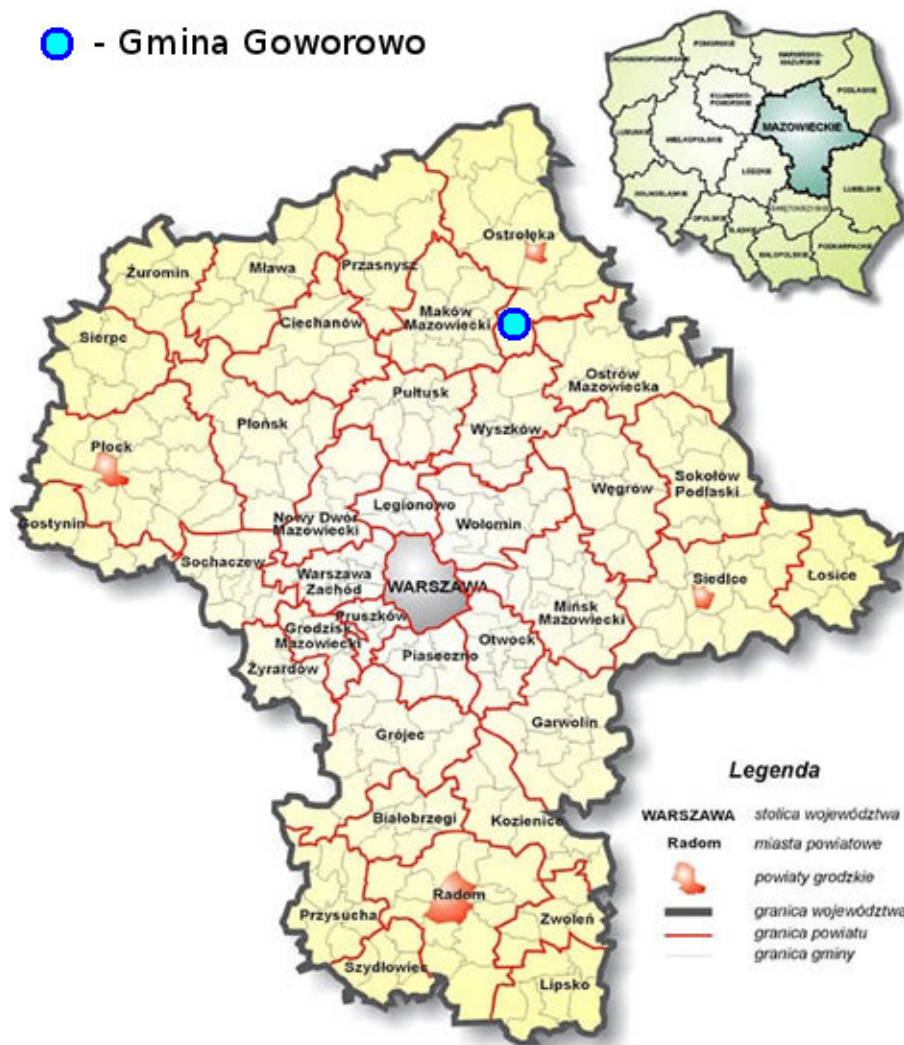 - Gmina Goworowo
POMORSKIE
WARMIŃSKO-
MAZURSKIE
ZACHODNIOPOMORSKIE
PODLASKIE
KUJAWSKO-
POMORSKIE
MAZOWIECKIE
LUBUSKIE
WIELKOPOLSKIE
ŁÓDZKIE
LUBELSKIE
DOLNOŚLĄSKIE
OPOLSKIE
ŚWIĘTOKRZYSKIE
ŚLĄSKIE
MAŁOPOLSKIE
PODKARPACKIE
Ostrołęka
Żuromin
Mława
Przasnysz
Ciechanów
Maków
Mazowiecki
Sierpc
Ostrów
Mazowiecka
Pułtusk
Płońsk
Wyszków
Płock
Węgrów
Sokołów
Podlaski
Legionowo
Gostynin
Nowy Dwór
Mazowiecki
Wołomin
Sochaczew
Warszawa
Zachód
WARSZAWA
Siedlce
Łosice
Mińsk
Mazowiecki
Pruszków
Grodzisk
Mazowiecki
Otwock
Piaseczno
Żyrardów
Garwolin
Grójec
Białobrzegi
Kozienice
Radom
Przysucha
Zwoleń
Szydłowiec
Lipsko
Legenda
WARSZAWA stolica województwa
Radom miasta powiatowe
powiaty grodzkie
granica województwa
granica powiatu
granica gminy